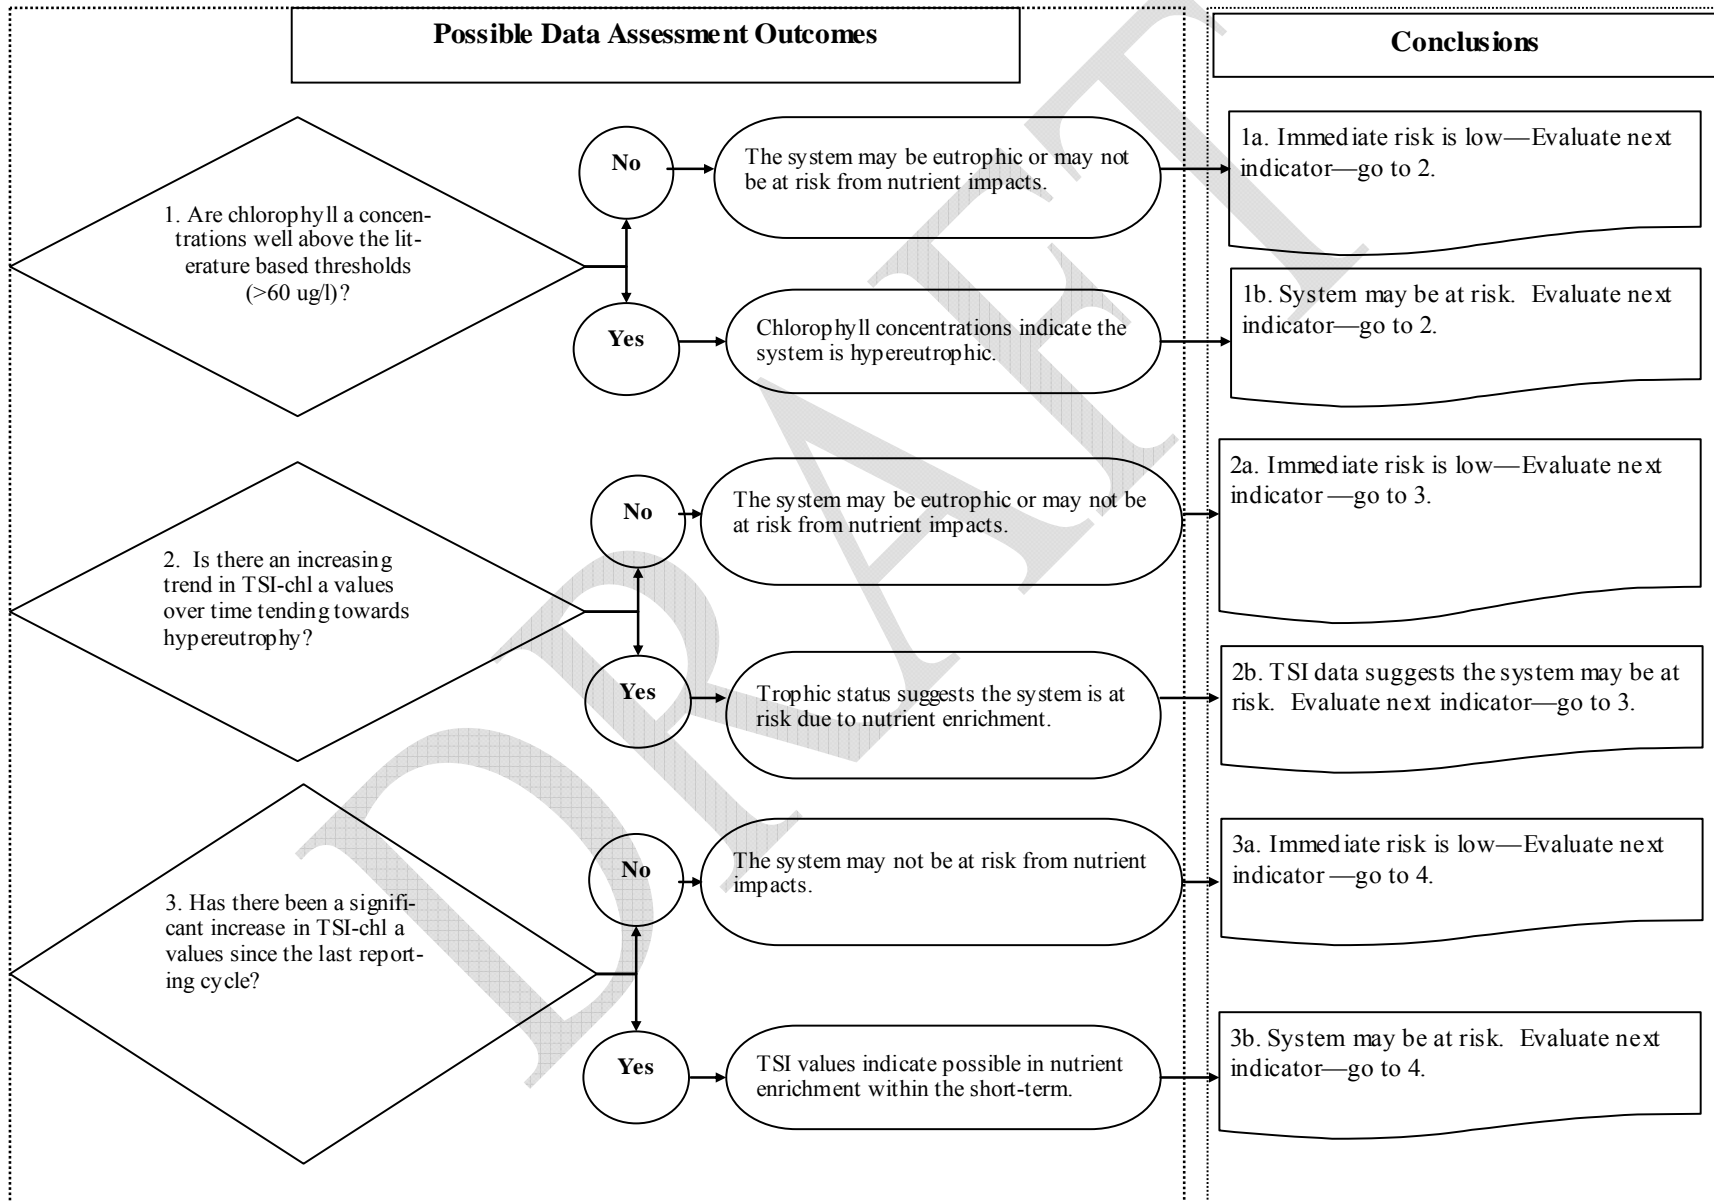 Possible Data Assessment Outcomes
Conclusions
1. Are chlorophyll a concen-
trations well above the lit-
erature based thresholds
(>60 ug/l)?
No
The system may be eutrophic or may not
be at risk from nutrient impacts.
1a. Immediate risk is low—Evaluate next
indicator—go to 2.
Yes
Chlorophyll concentrations indicate the
system is hypereutrophic.
1b. System may be at risk.  Evaluate next
indicator—go to 2.
2.  Is there an increasing
trend in TSI-chl a values
over time tending towards
hypereutrophy?
No
The system may be eutrophic or may not be
at risk from nutrient impacts.
2a. Immediate risk is low—Evaluate next
indicator —go to 3.
Yes
Trophic status suggests the system is at
risk due to nutrient enrichment.
2b. TSI data suggests the system may be at
risk.  Evaluate next indicator—go to 3.
3. Has there been a signifi-
cant increase in TSI-chl a
values since the last report-
ing cycle?
No
The system may not be at risk from nutrient
impacts.
3a. Immediate risk is low—Evaluate next
indicator —go to 4.
Yes
TSI values indicate possible in nutrient
enrichment within the short-term.
3b. System may be at risk.  Evaluate next
indicator—go to 4.
DRAFT